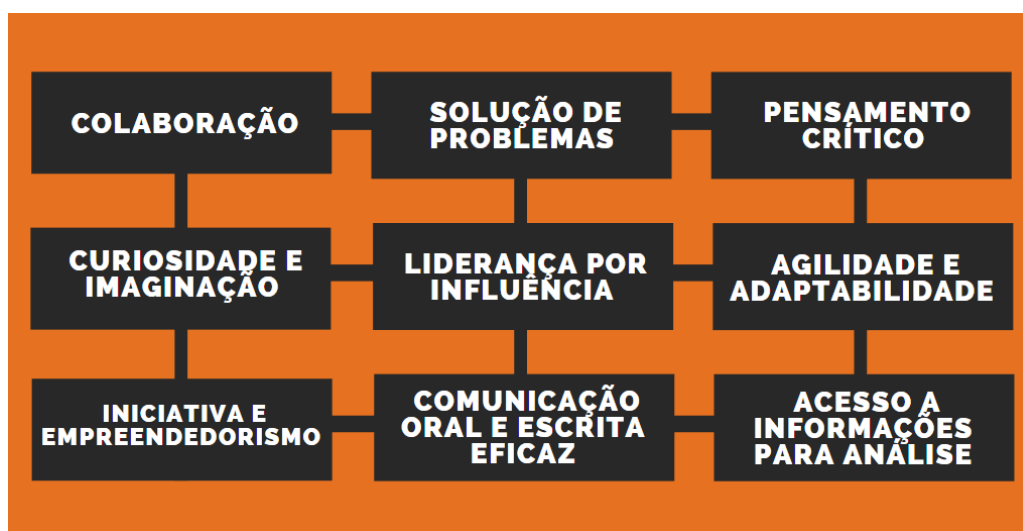 COLABORAÇÃO
SOLUÇÃO DE
PROBLEMAS
PENSAMENTO
CRÍTICO
CURIOSIDADE E
IMAGINAÇÃO
LIDERANÇA POR
INFLUÊNCIA
AGILIDADE E
ADAPTABILIDADE
INICIATIVA E
EMPREENDEDORISMO
COMUNICAÇÃO
ORAL E ESCRITA
EFICAZ
ACESSO A
INFORMAÇÕES
PARA ANÁLISE